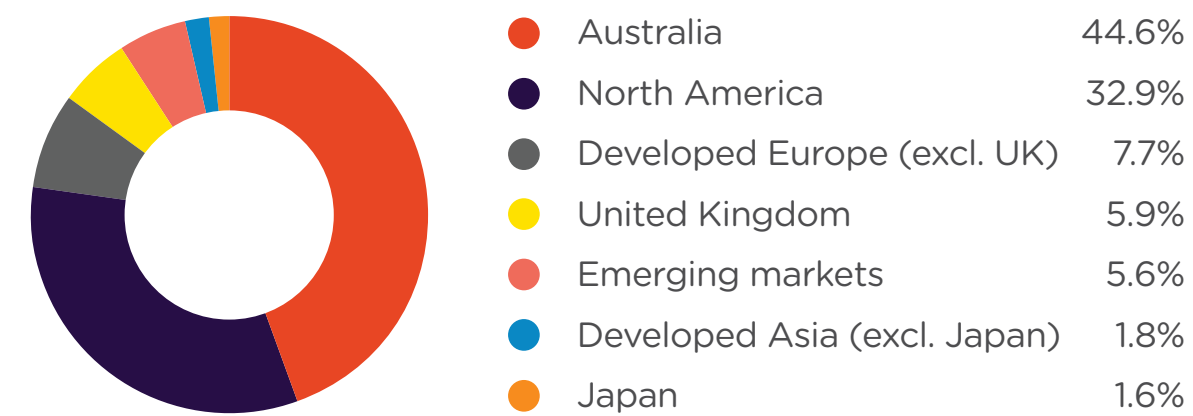 Australia 44.6%
North America 32.9%
Developed Europe (excl. UK) 7.7%
United Kingdom 5.9%
Emerging markets 5.6%
Developed Asia (excl. Japan) 1.8%
Japan 1.6%